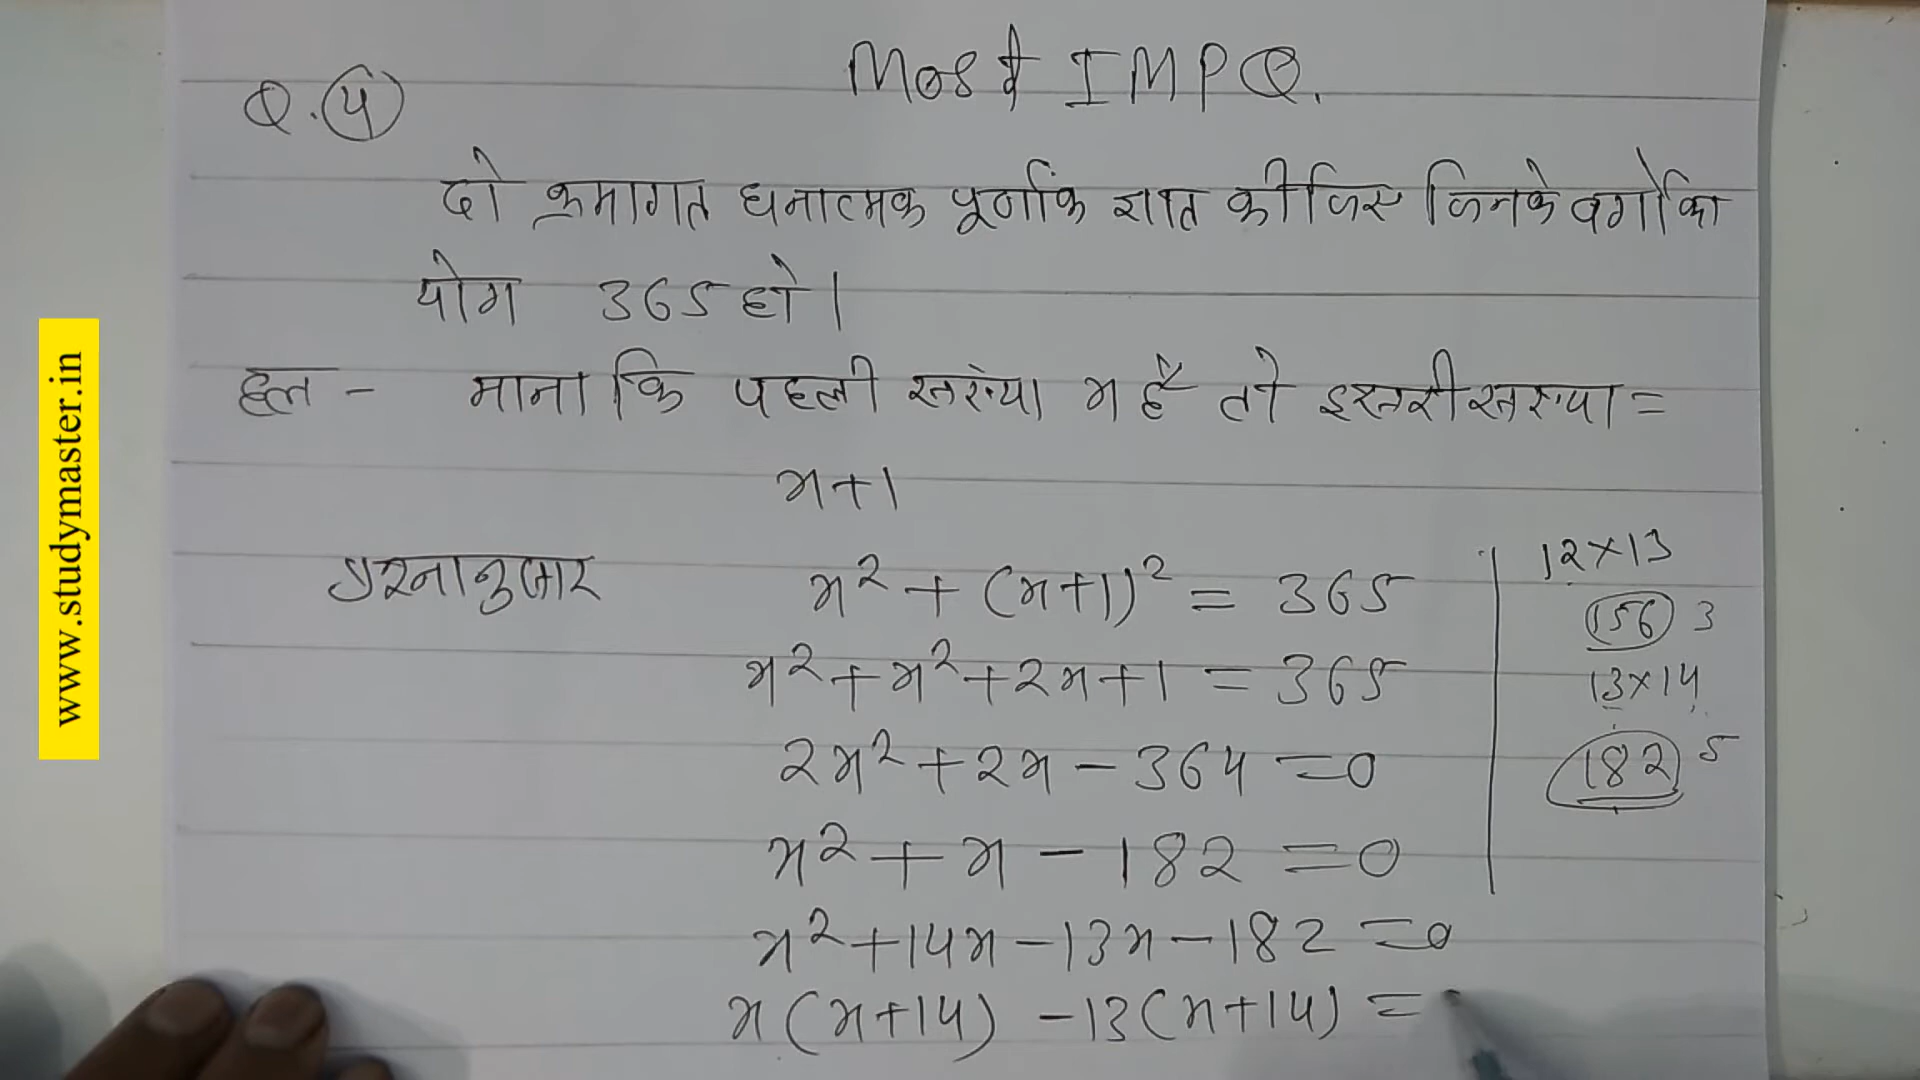 Most IMP Q.
Q. (4)
दो क्रमागत धनात्मक पूर्णांक ज्ञात कीजिए जिनके वर्गो का
योग 365 हो।
हल - माना कि पहली संख्या x है तो दूसरी संख्या =
x+1
प्रश्नानुसार x² + (x+1)² = 365
x² + x² + 2x + 1 = 365
2x² + 2x - 364 = 0
x² + x - 182 = 0
x² + 14x - 13x - 182 = 0
x(x+14) - 13(x+14) =
12×13
156 3
13×14
182 5
www.studymaster.in